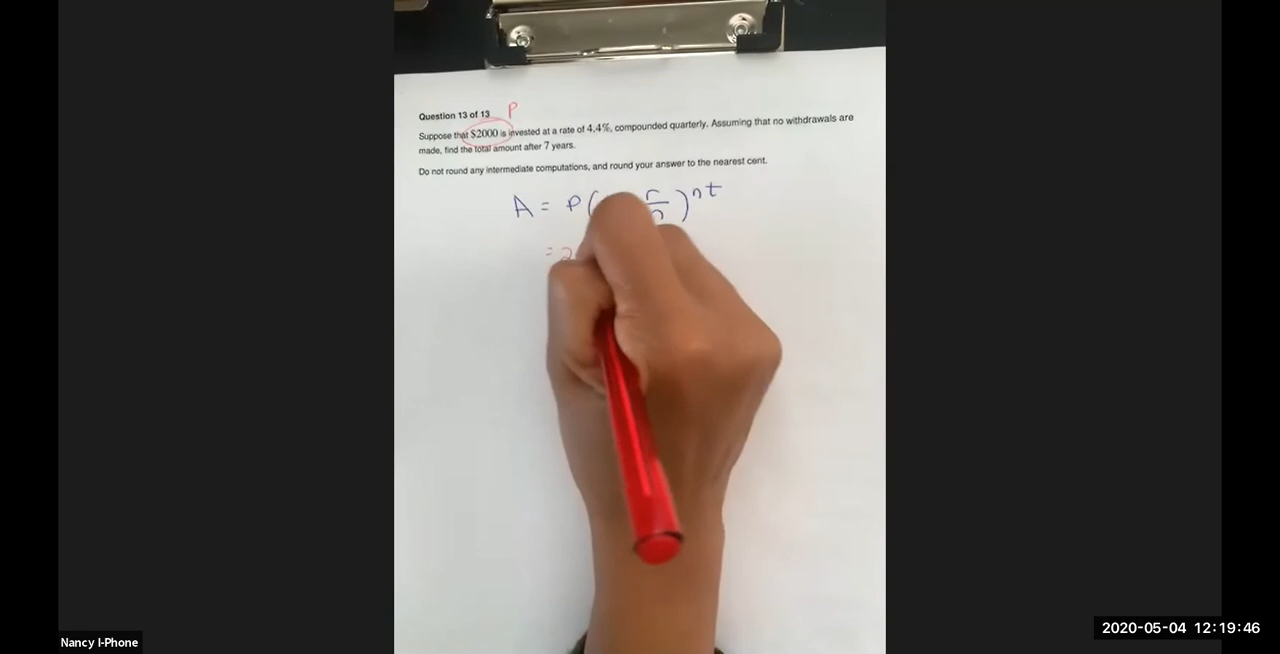 Question 13 of 13 P
Suppose that $2000 is invested at a rate of 4.4%, compounded quarterly. Assuming that no withdrawals are
made, find the total amount after 7 years.
Do not round any intermediate computations, and round your answer to the nearest cent.
A = P( r/n )^nt
= 2
Nancy I-Phone
2020-05-04 12:19:46